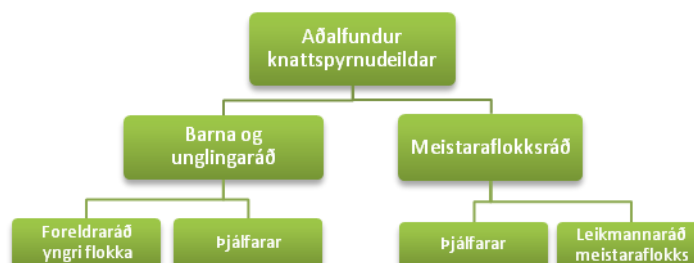 Aðalfundur
knattspyrnudeildar
Barna og
unglingaráð
Meistaraflokksráð
Foreldraráð
yngri flokka
Þjálfarar
Þjálfarar
Leikmannaráð
meistaraflokks